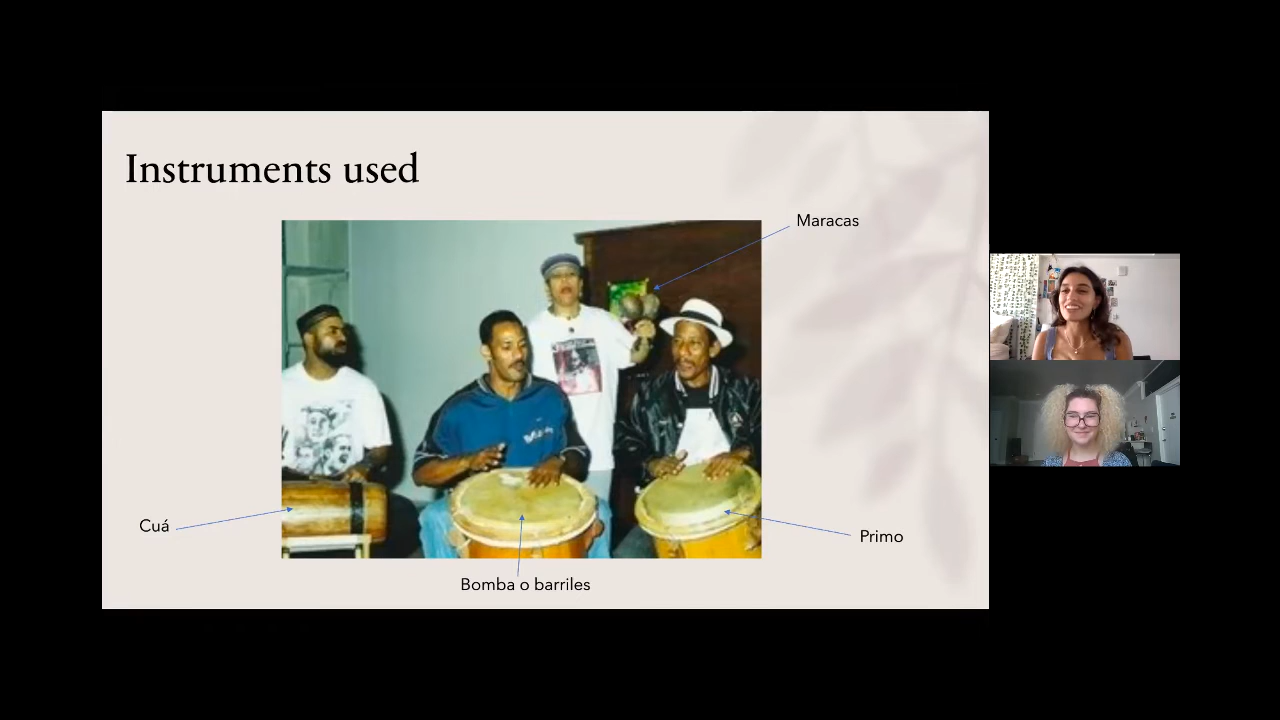 Instruments used
Maracas
Cuá
Primo
Bomba o barriles